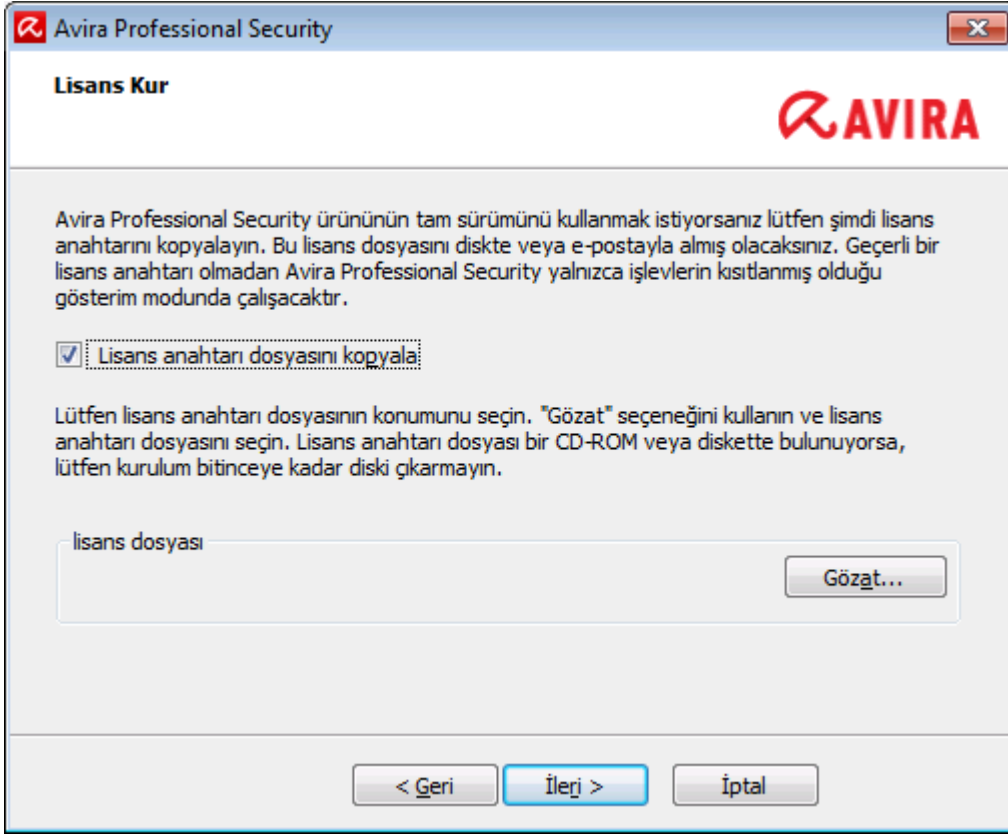 Avira Professional Security
Lisans Kur
AVIRA
Avira Professional Security ürününün tam sürümünü kullanmak istiyorsanız lütfen şimdi lisans
anahtarını kopyalayın. Bu lisans dosyasını diskte veya e-postayla almış olacaksınız. Geçerli bir
lisans anahtarı olmadan Avira Professional Security yalnızca işlevlerin kısıtlanmış olduğu
gösterim modunda çalışacaktır.
Lisans anahtarı dosyasını kopyala
Lütfen lisans anahtarı dosyasının konumunu seçin. "Gözat" seçeneğini kullanın ve lisans
anahtarı dosyasını seçin. Lisans anahtarı dosyası bir CD-ROM veya diskette bulunuyorsa,
lütfen kurulum bitinceye kadar diski çıkarmayın.
lisans dosyası
Gözat...
< Geri İleri > İptal